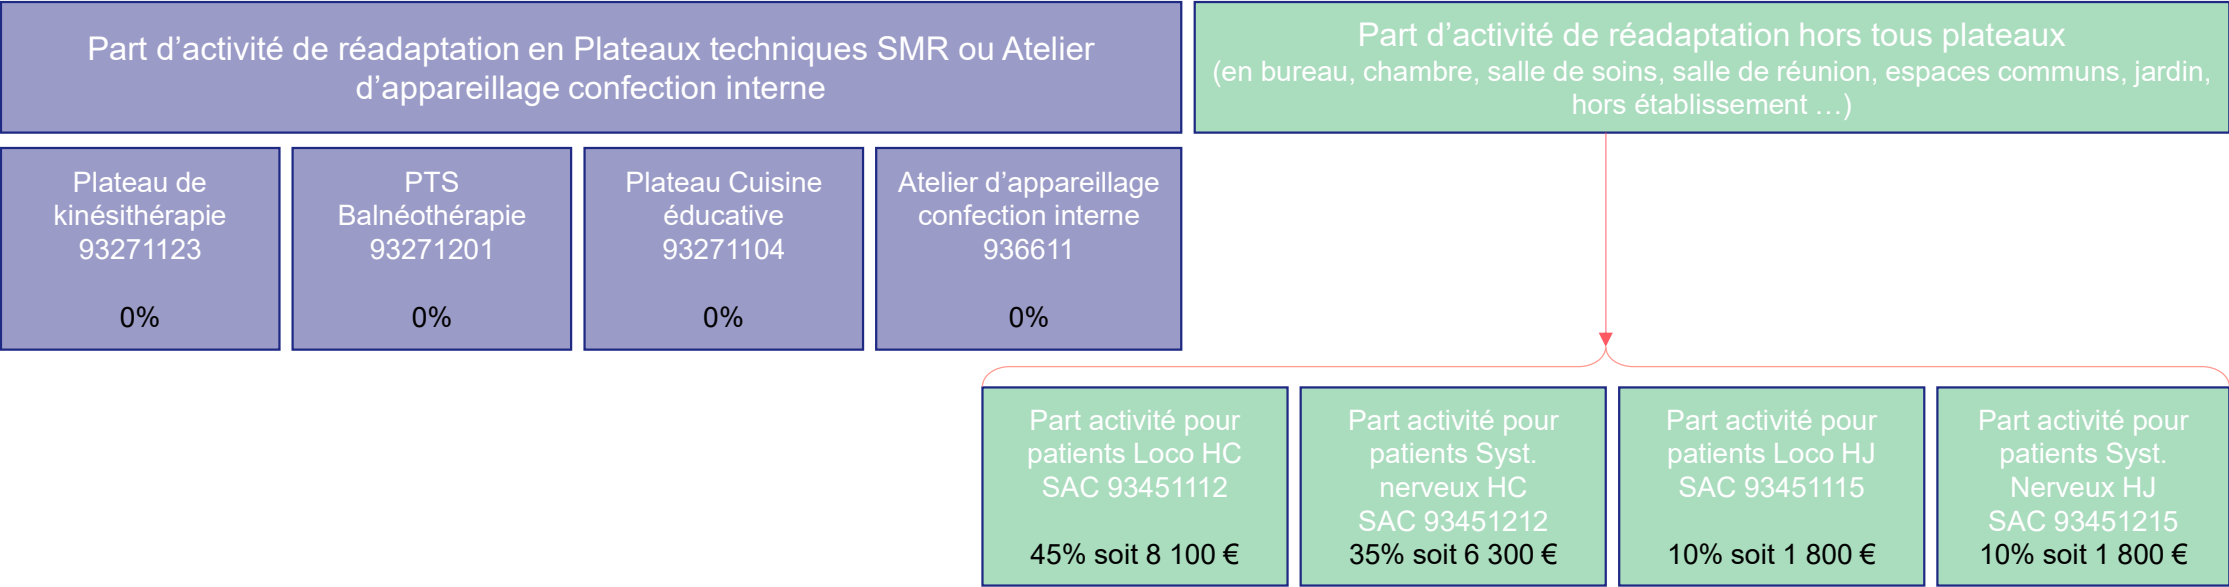 Part d’activité de réadaptation en Plateaux techniques SMR ou Atelier
d’appareillage confection interne
Part d’activité de réadaptation hors tous plateaux
(en bureau, chambre, salle de soins, salle de réunion, espaces communs, jardin,
hors établissement …)
Plateau de
kinésithérapie
93271123
0%
PTS
Balnéothérapie
93271201
0%
Plateau Cuisine
éducative
93271104
0%
Atelier d’appareillage
confection interne
936611
0%
Part activité pour
patients Loco HC
SAC 93451112
45% soit 8 100 €
Part activité pour
patients Syst.
nerveux HC
SAC 93451212
35% soit 6 300 €
Part activité pour
patients Loco HJ
SAC 93451115
10% soit 1 800 €
Part activité pour
patients Syst.
Nerveux HJ
SAC 93451215
10% soit 1 800 €